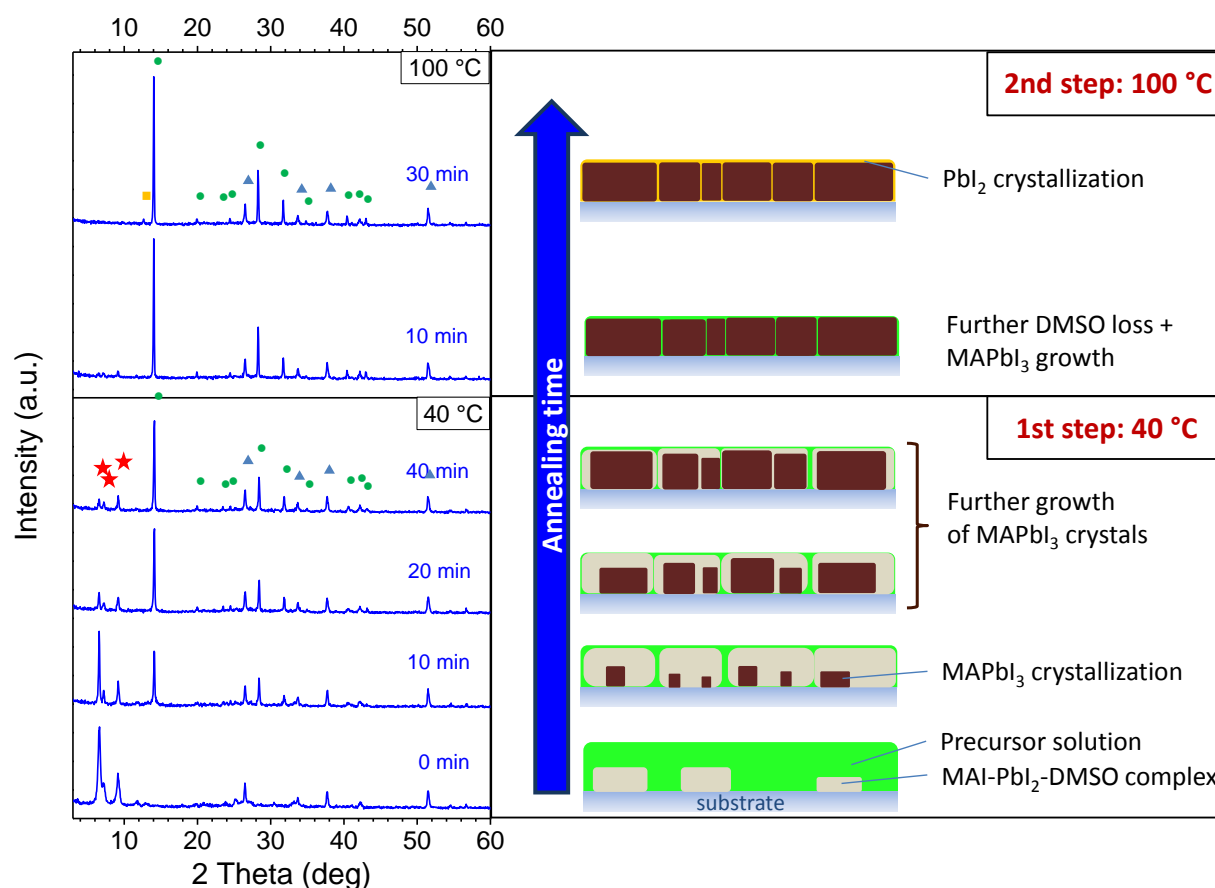 10 20 30 40 50 60
100 °C
30 min
10 min
40 °C
40 min
20 min
10 min
0 min
10 20 30 40 50 60
2 Theta (deg)
Intensity (a.u.)
2nd step: 100 °C
PbI₂ crystallization
Further DMSO loss +
MAPbI₃ growth
Annealing time
1st step: 40 °C
Further growth
of MAPbI₃ crystals
MAPbI₃ crystallization
Precursor solution
MAI-PbI₂-DMSO complex
substrate